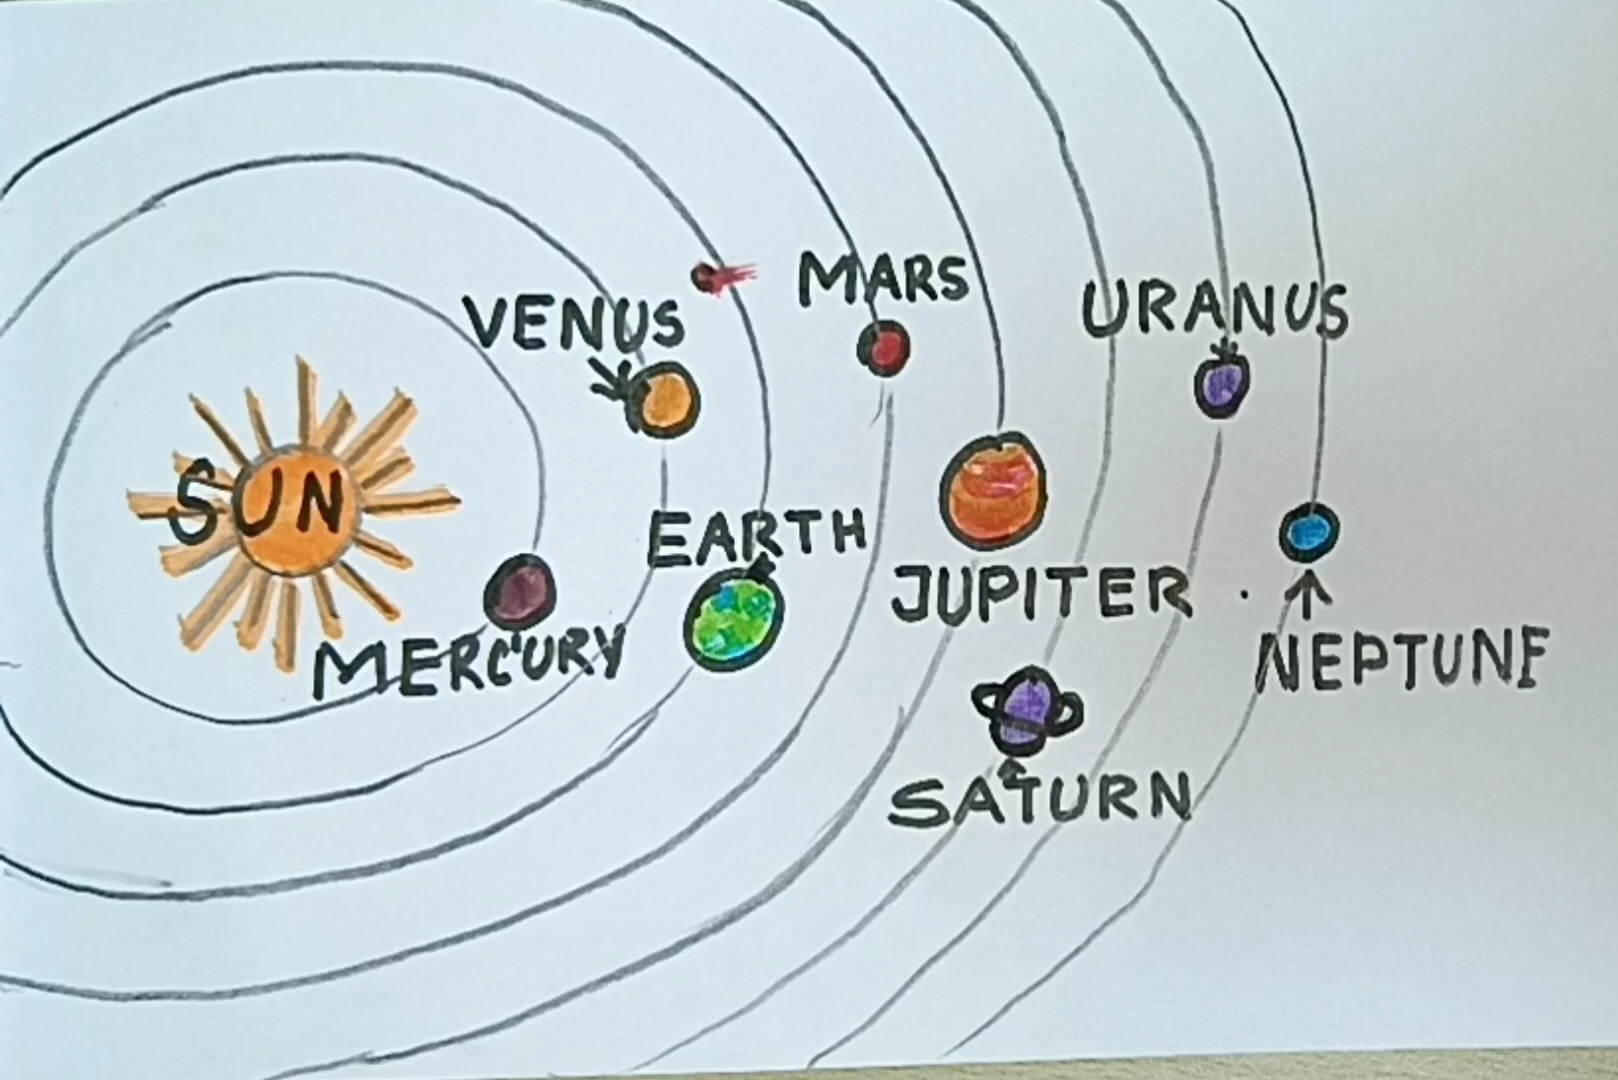 MARS
URANUS
VENUS
SUN
EARTH
JUPITER
MERCURY
NEPTUNE
SATURN